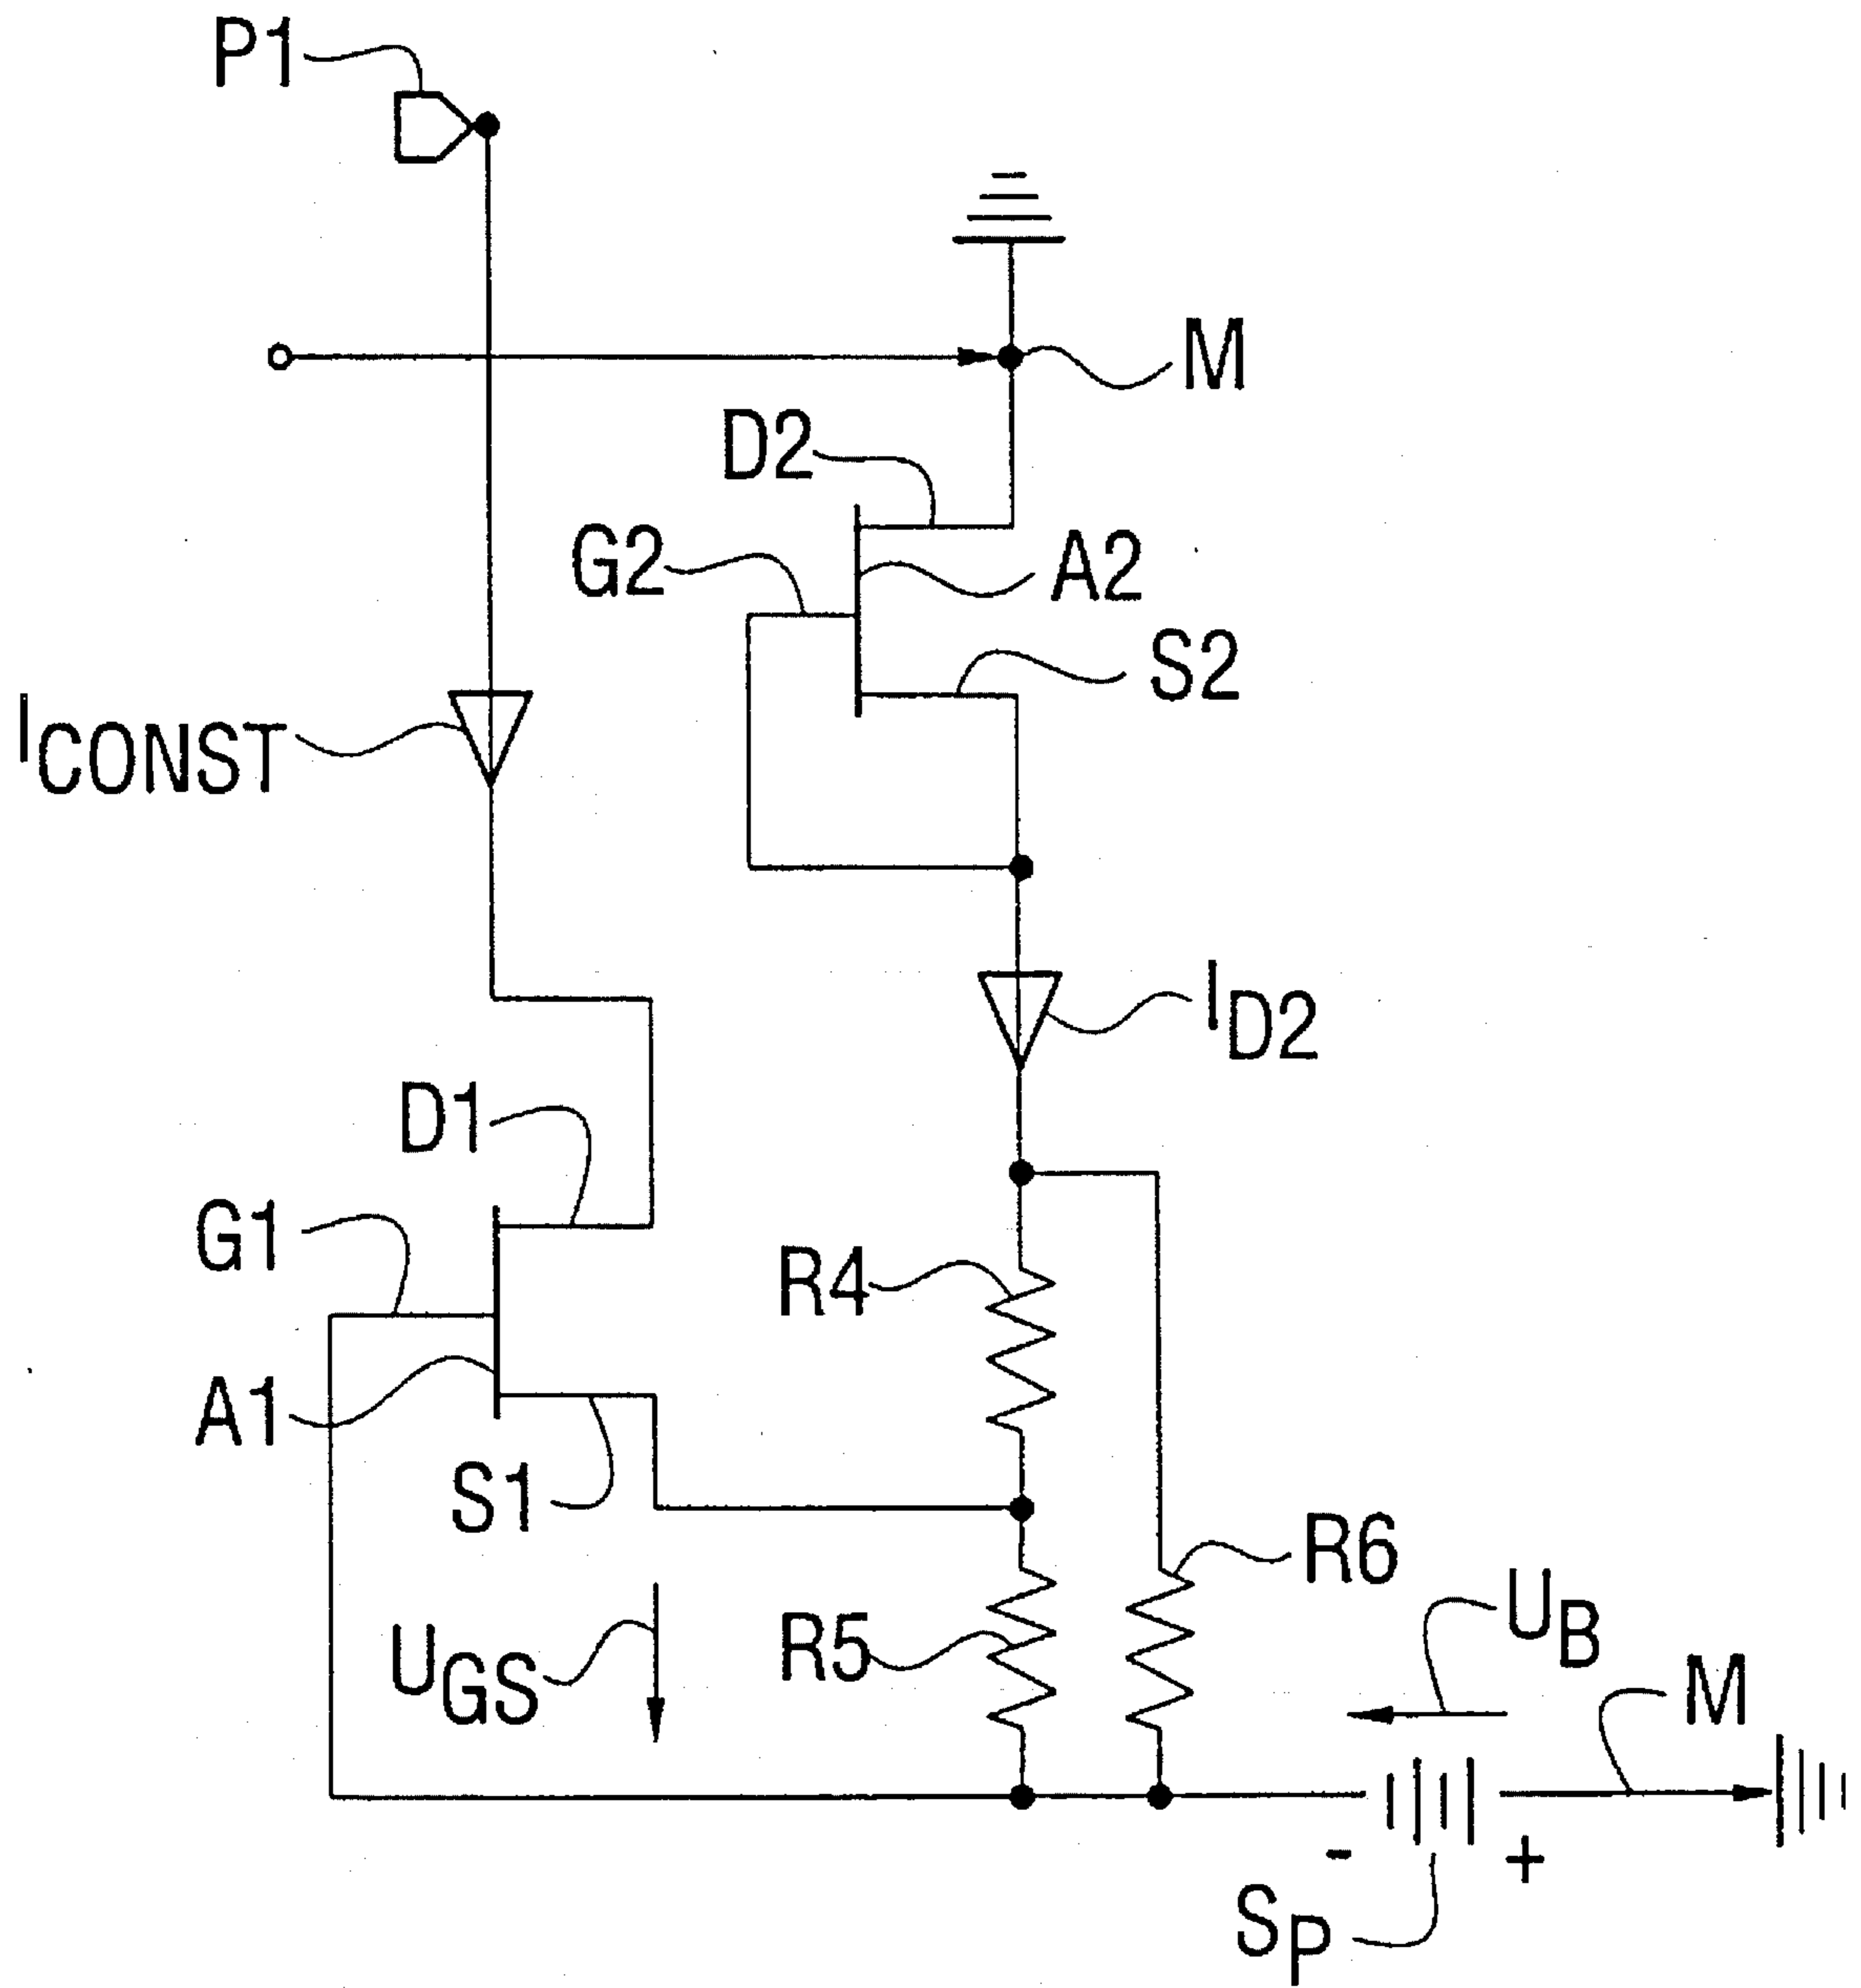 P1
M
D2
G2
A2
S2
ICONST
ID2
D1
G1
R4
A1
S1
R6
UGS
R5
UB
M
- +
SP